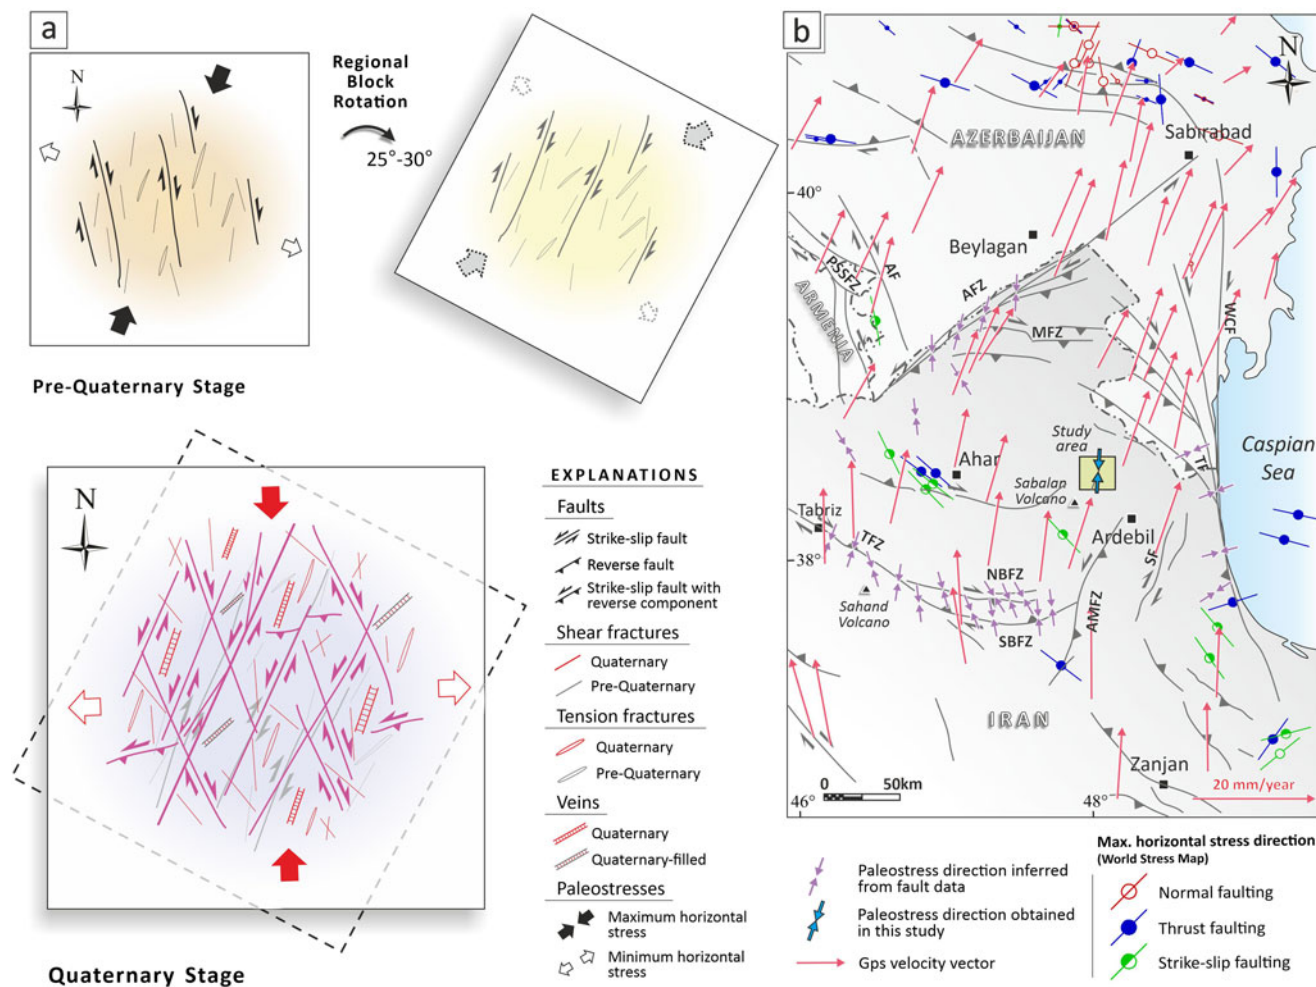 a
N
Regional
Block
Rotation
25°-30°
Pre-Quaternary Stage
N
Quaternary Stage
EXPLANATIONS
Faults
Strike-slip fault
Reverse fault
Strike-slip fault with
reverse component
Shear fractures
Quaternary
Pre-Quaternary
Tension fractures
Quaternary
Pre-Quaternary
Veins
Quaternary
Quaternary-filled
Paleostresses
Maximum horizontal
stress
Minimum horizontal
stress
b
N
AZERBAIJAN
Sabirabad
40°
Beylagan
AF
PSSFZ
ARMENIA
AFZ
MFZ
WCF
?
Study
area
Caspian
Sea
TF
Ahar
Sabalan
Volcano
Tabriz
Ardebil
TFZ
38°
NBFZ
SF
Sahand
Volcano
AMFZ
SBFZ
IRAN
Zanjan
0 50km
20 mm/year
46°
48°
Paleostress direction inferred
from fault data
Paleostress direction obtained
in this study
Gps velocity vector
Max. horizontal stress direction
(World Stress Map)
Normal faulting
Thrust faulting
Strike-slip faulting